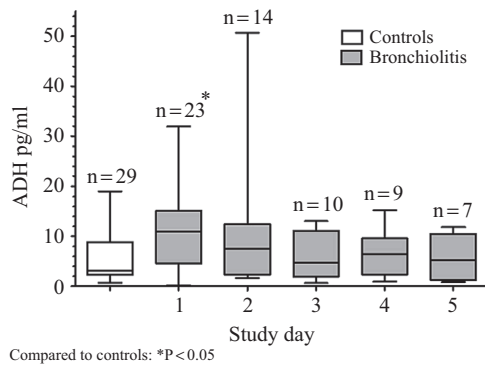 n=14
50
Controls
Bronchiolitis
40
n=23*
30
n=29
20
n=10
n=9
n=7
10
0
ADH pg/ml
1 2 3 4 5
Study day
Compared to controls: *P<0.05